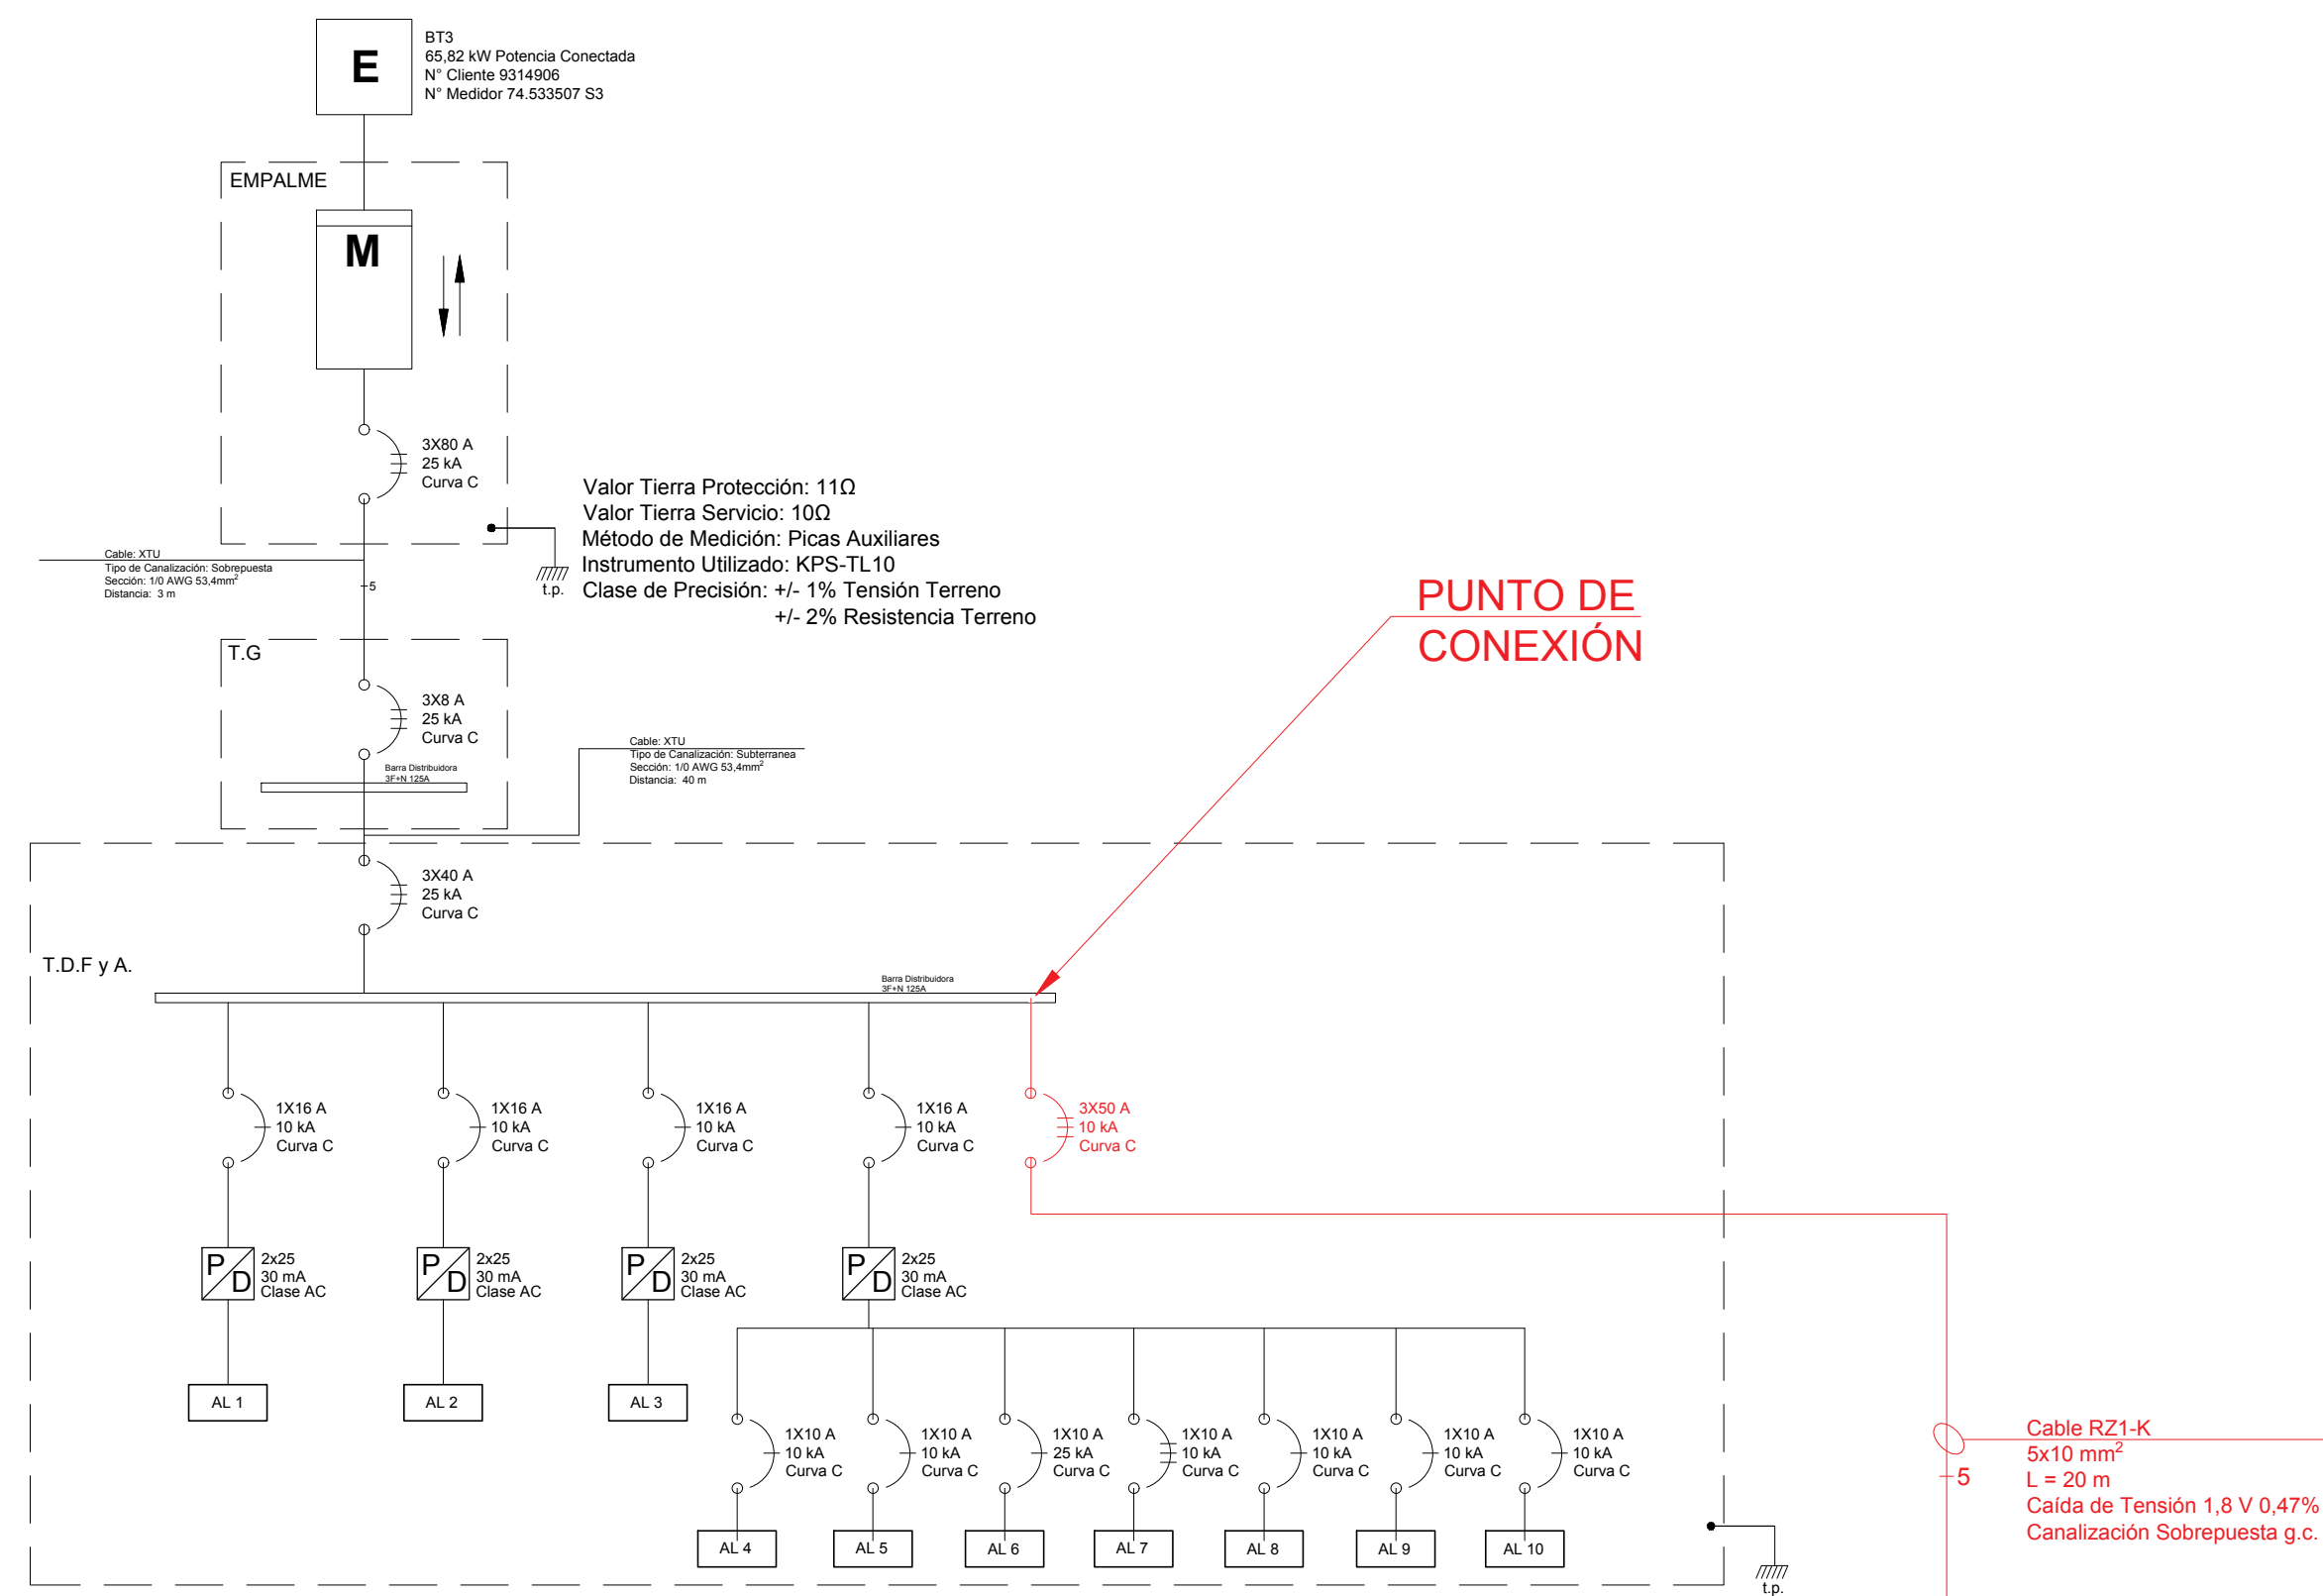 E
BT3
65,82 kW Potencia Conectada
N° Cliente 9314906
N° Medidor 74.533507 S3
EMPALME
M
3X80 A
25 kA
Curva C
Valor Tierra Protección: 11Ω
Valor Tierra Servicio: 10Ω
Método de Medición: Picas Auxiliares
Instrumento Utilizado: KPS-TL10
Clase de Precisión: +/- 1% Tensión Terreno
+/- 2% Resistencia Terreno
t.p.
Cable: XTU
Tipo de Canalización: Sobrepuesta
Sección: 1/0 AWG 53,4mm²
Distancia: 3 m
5
PUNTO DE
CONEXIÓN
T.G
3X8 A
25 kA
Curva C
Barra Distribuidora
3F+N 125A
Cable: XTU
Tipo de Canalización: Subterranea
Sección: 1/0 AWG 53,4mm²
Distancia: 40 m
3X40 A
25 kA
Curva C
T.D.F y A.
Barra Distribuidora
3F+N 125A
1X16 A
10 kA
Curva C
1X16 A
10 kA
Curva C
1X16 A
10 kA
Curva C
1X16 A
10 kA
Curva C
3X50 A
10 kA
Curva C
P/D
2x25
30 mA
Clase AC
P/D
2x25
30 mA
Clase AC
P/D
2x25
30 mA
Clase AC
P/D
2x25
30 mA
Clase AC
AL 1
AL 2
AL 3
1X10 A
10 kA
Curva C
1X10 A
10 kA
Curva C
1X10 A
25 kA
Curva C
1X10 A
10 kA
Curva C
1X10 A
10 kA
Curva C
1X10 A
10 kA
Curva C
1X10 A
10 kA
Curva C
AL 4
AL 5
AL 6
AL 7
AL 8
AL 9
AL 10
5
Cable RZ1-K
5x10 mm²
L = 20 m
Caída de Tensión 1,8 V 0,47%
Canalización Sobrepuesta g.c.
t.p.